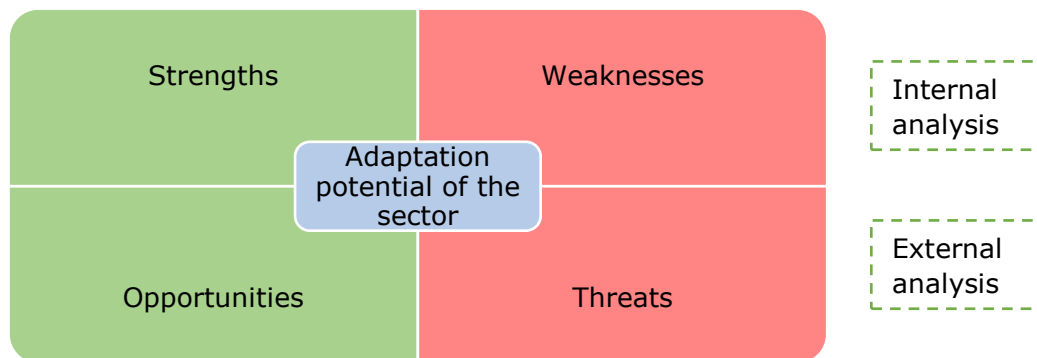 Strengths
Weaknesses
Internal
analysis
Adaptation
potential of the
sector
Opportunities
Threats
External
analysis